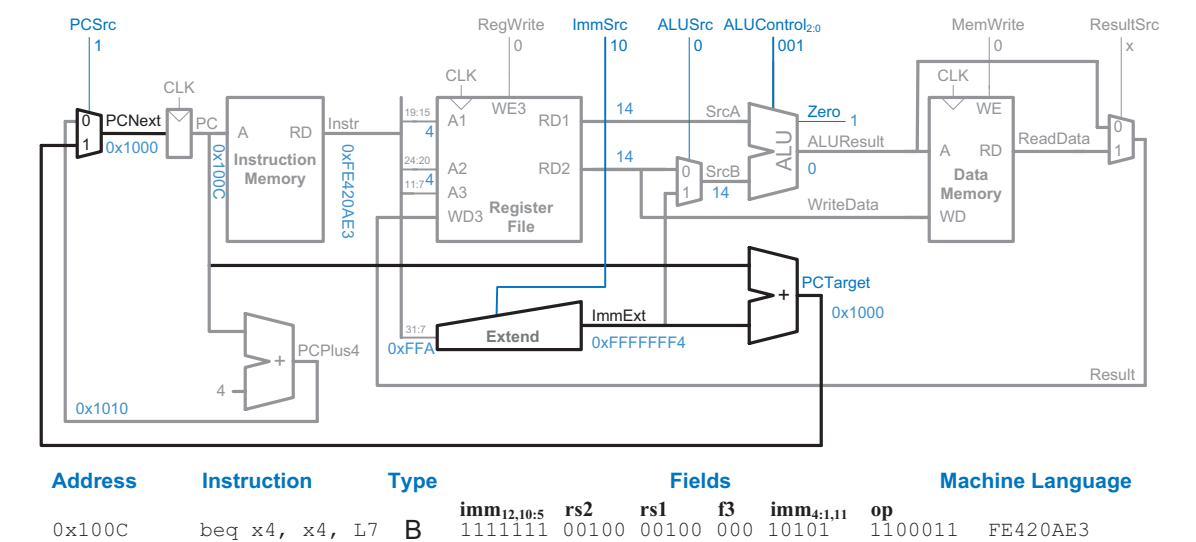 PCSrc RegWrite ImmSrc ALUSrc ALUControl2:0 MemWrite ResultSrc
1 0 10 0 001 0 x
CLK CLK CLK
0 PCNext PC A RD Instr 19:15 A1 WE3 RD1 14 SrcA Zero 1 WE 0
1 0x1000 4 ALUResult A RD ReadData 1
Instruction Memory
0x100C
0xFE420AE3
24:20 A2 RD2 14 0 SrcB ALU 0
11:7 4 A3 1 14
WD3 Register File
Data Memory
WriteData WD
PCTarget
+
0x1000
ImmExt
31:7 Extend
0xFFA 0xFFFFFFF4
PCPlus4
+
4
Result
0x1010
Address Instruction Type Fields Machine Language
imm12,10:5 rs2 rs1 f3 imm4:1,11 op
0x100C beq x4, x4, L7 B 1111111 00100 00100 000 10101 1100011 FE420AE3